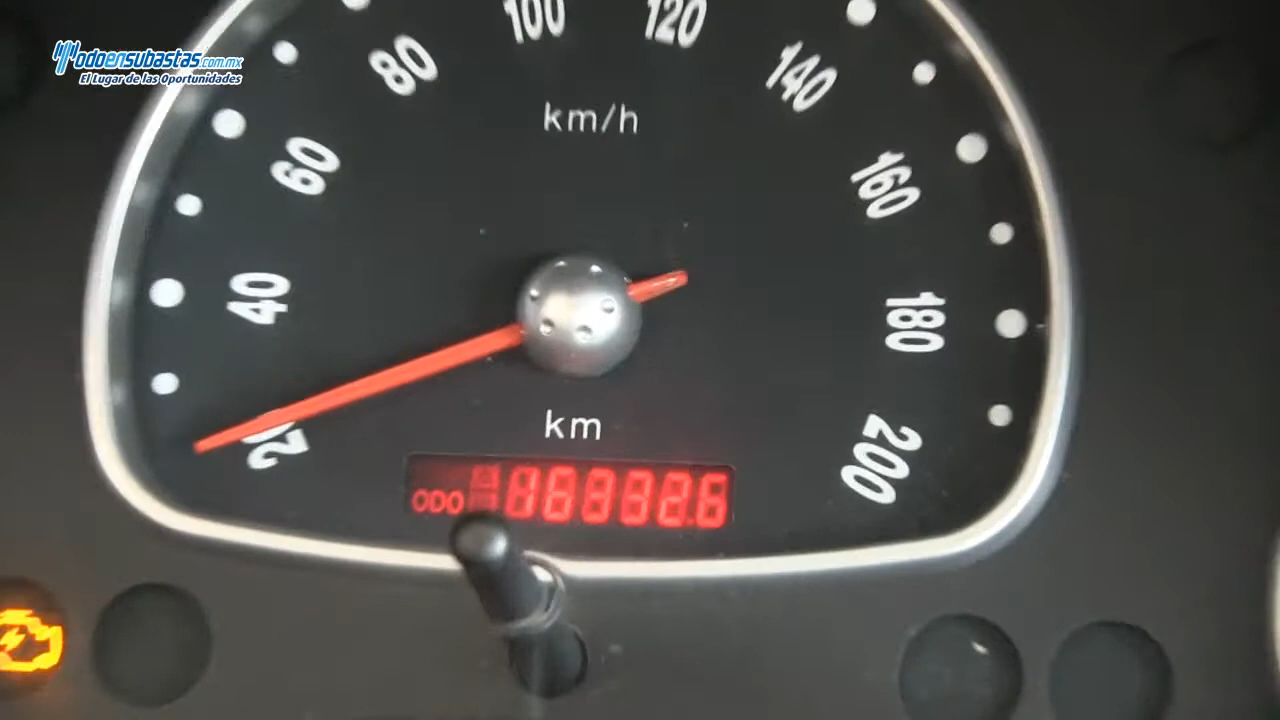 Todoensubastas.com.mx
El Lugar de las Oportunidades
100 120
80 140
km/h
60 160
40 180
20 200
km
ODO